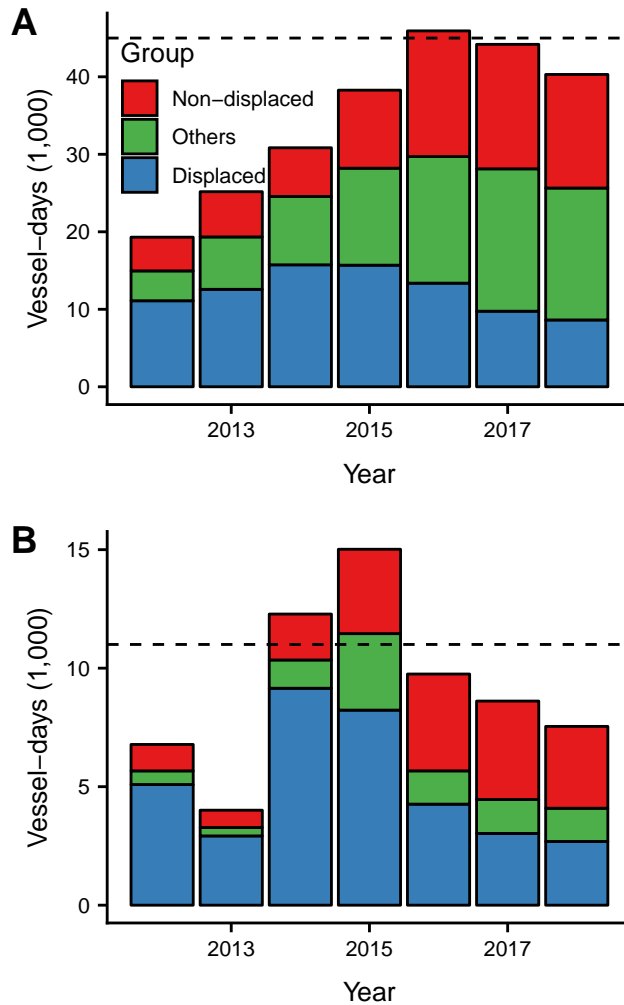 A
Group
Non−displaced
Others
Displaced
Vessel−days (1,000)
40
30
20
10
0
2013
2015
2017
Year
B
Vessel−days (1,000)
15
10
5
0
2013
2015
2017
Year